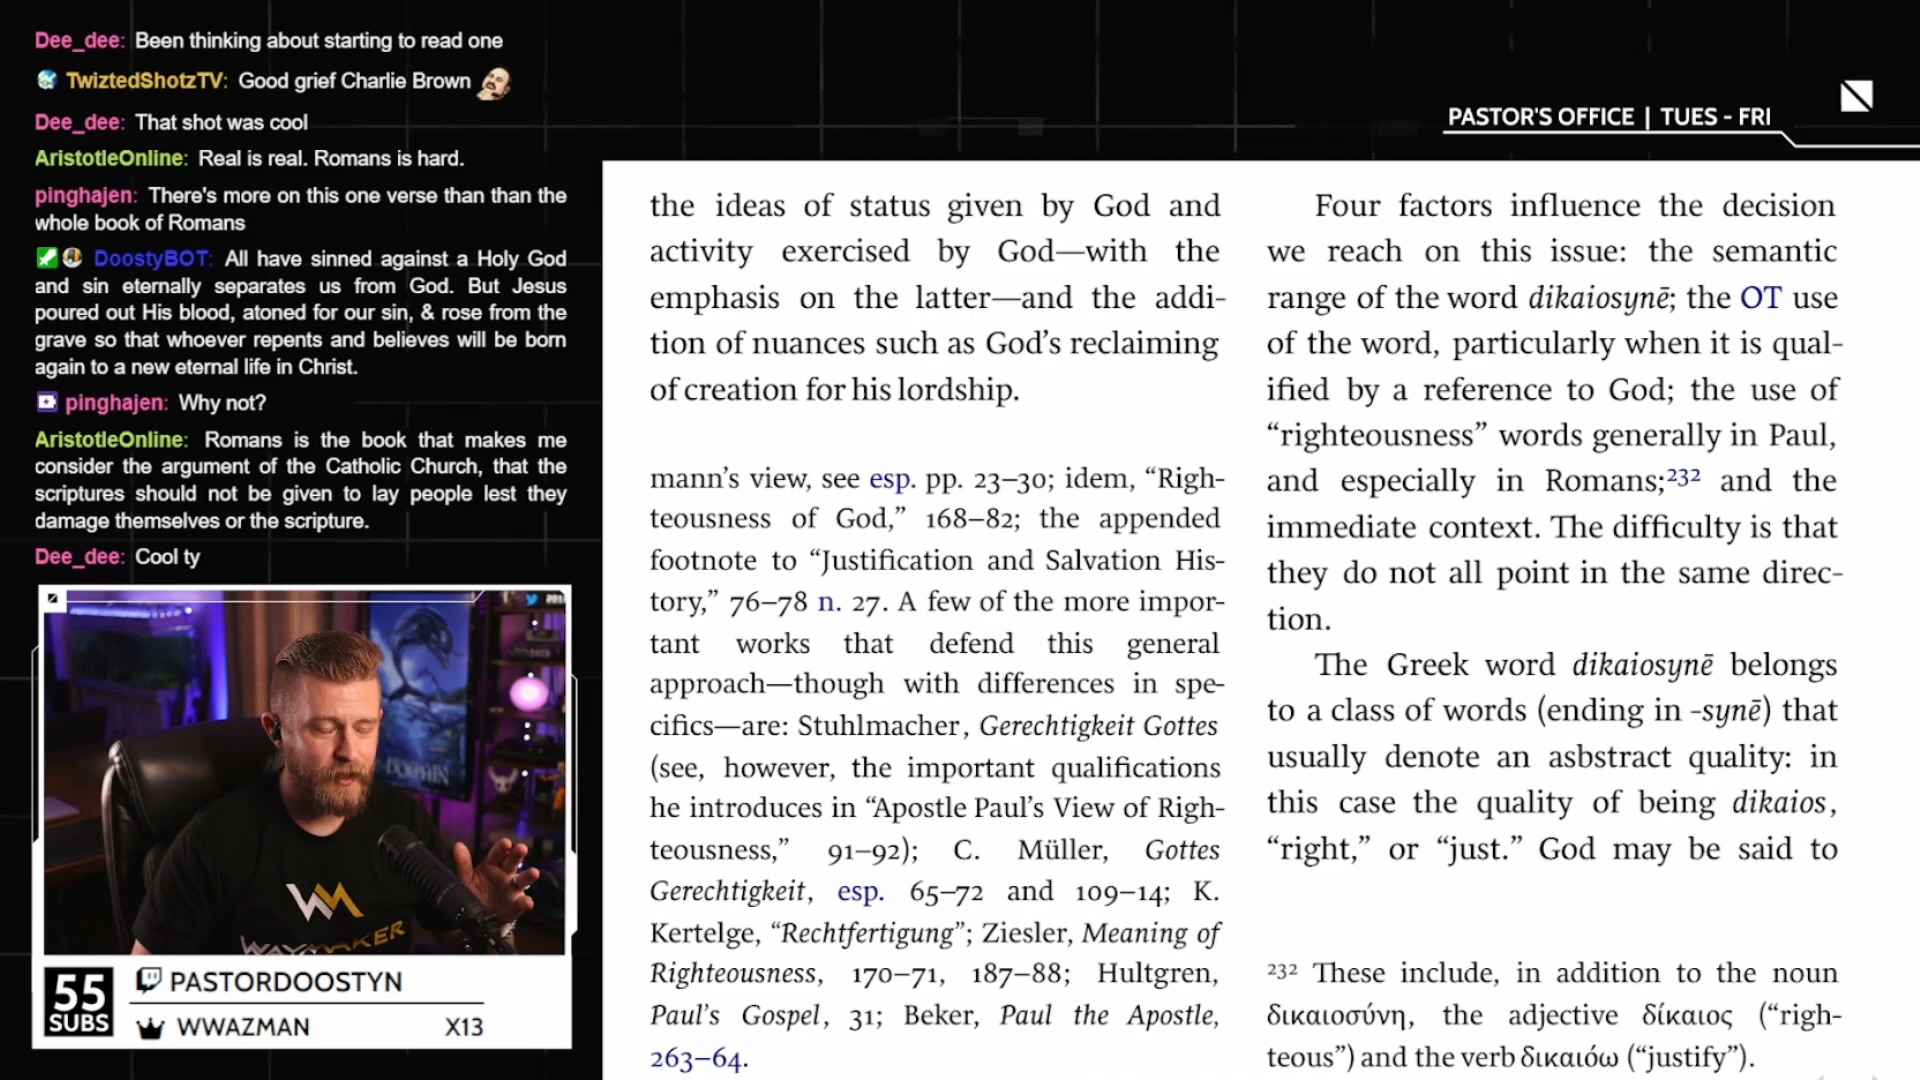 Dee_dee: Been thinking about starting to read one
TwiztedShotzTV: Good grief Charlie Brown
Dee_dee: That shot was cool
AristotleOnline: Real is real. Romans is hard.
pinghajen: There's more on this one verse than than the
whole book of Romans
DoostyBOT: All have sinned against a Holy God
and sin eternally separates us from God. But Jesus
poured out His blood, atoned for our sin, & rose from the
grave so that whoever repents and believes will be born
again to a new eternal life in Christ.
pinghajen: Why not?
AristotleOnline: Romans is the book that makes me
consider the argument of the Catholic Church, that the
scriptures should not be given to lay people lest they
damage themselves or the scripture.
Dee_dee: Cool ty
DOLPHIN
WM
WAYMAKER
55
SUBS
PASTORDOOSTYN
WWAZMAN X13
PASTOR'S OFFICE | TUES - FRI
the ideas of status given by God and
activity exercised by God—with the
emphasis on the latter—and the addi-
tion of nuances such as God's reclaiming
of creation for his lordship.
mann's view, see esp. pp. 23–30; idem, “Righ-
teousness of God,” 168–82; the appended
footnote to “Justification and Salvation His-
tory,” 76–78 n. 27. A few of the more impor-
tant works that defend this general
approach—though with differences in spe-
cifics—are: Stuhlmacher, Gerechtigkeit Gottes
(see, however, the important qualifications
he introduces in “Apostle Paul's View of Righ-
teousness,” 91–92); C. Müller, Gottes
Gerechtigkeit, esp. 65–72 and 109–14; K.
Kertelge, “Rechtfertigung”; Ziesler, Meaning of
Righteousness, 170–71, 187–88; Hultgren,
Paul's Gospel, 31; Beker, Paul the Apostle,
263–64.
Four factors influence the decision
we reach on this issue: the semantic
range of the word dikaiosynē; the OT use
of the word, particularly when it is qual-
ified by a reference to God; the use of
“righteousness” words generally in Paul,
and especially in Romans;232 and the
immediate context. The difficulty is that
they do not all point in the same direc-
tion.
The Greek word dikaiosynē belongs
to a class of words (ending in -synē) that
usually denote an asbstract quality: in
this case the quality of being dikaios,
“right,” or “just.” God may be said to
232 These include, in addition to the noun
δικαιοσύνη, the adjective δίκαιος (“righ-
teous”) and the verb δικαιόω (“justify”).